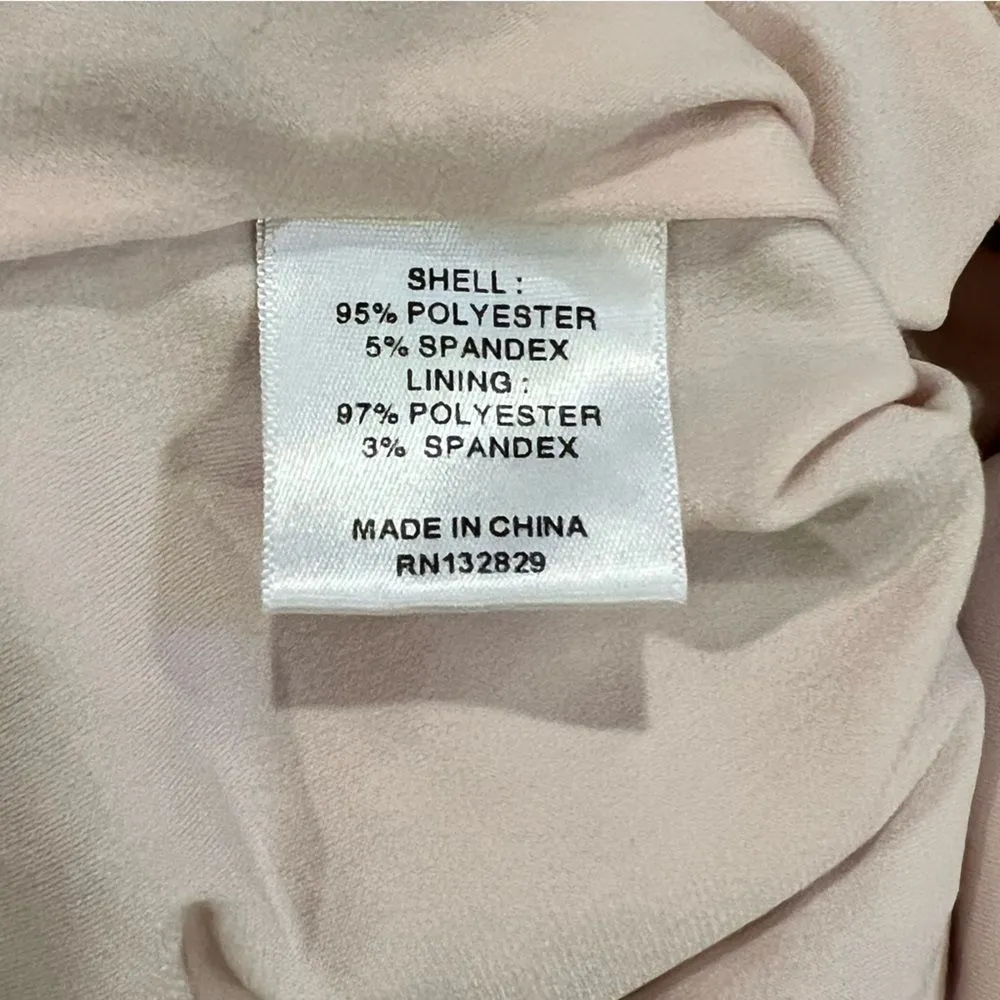 SHELL :
95% POLYESTER
5% SPANDEX
LINING :
97% POLYESTER
3% SPANDEX
MADE IN CHINA
RN132829